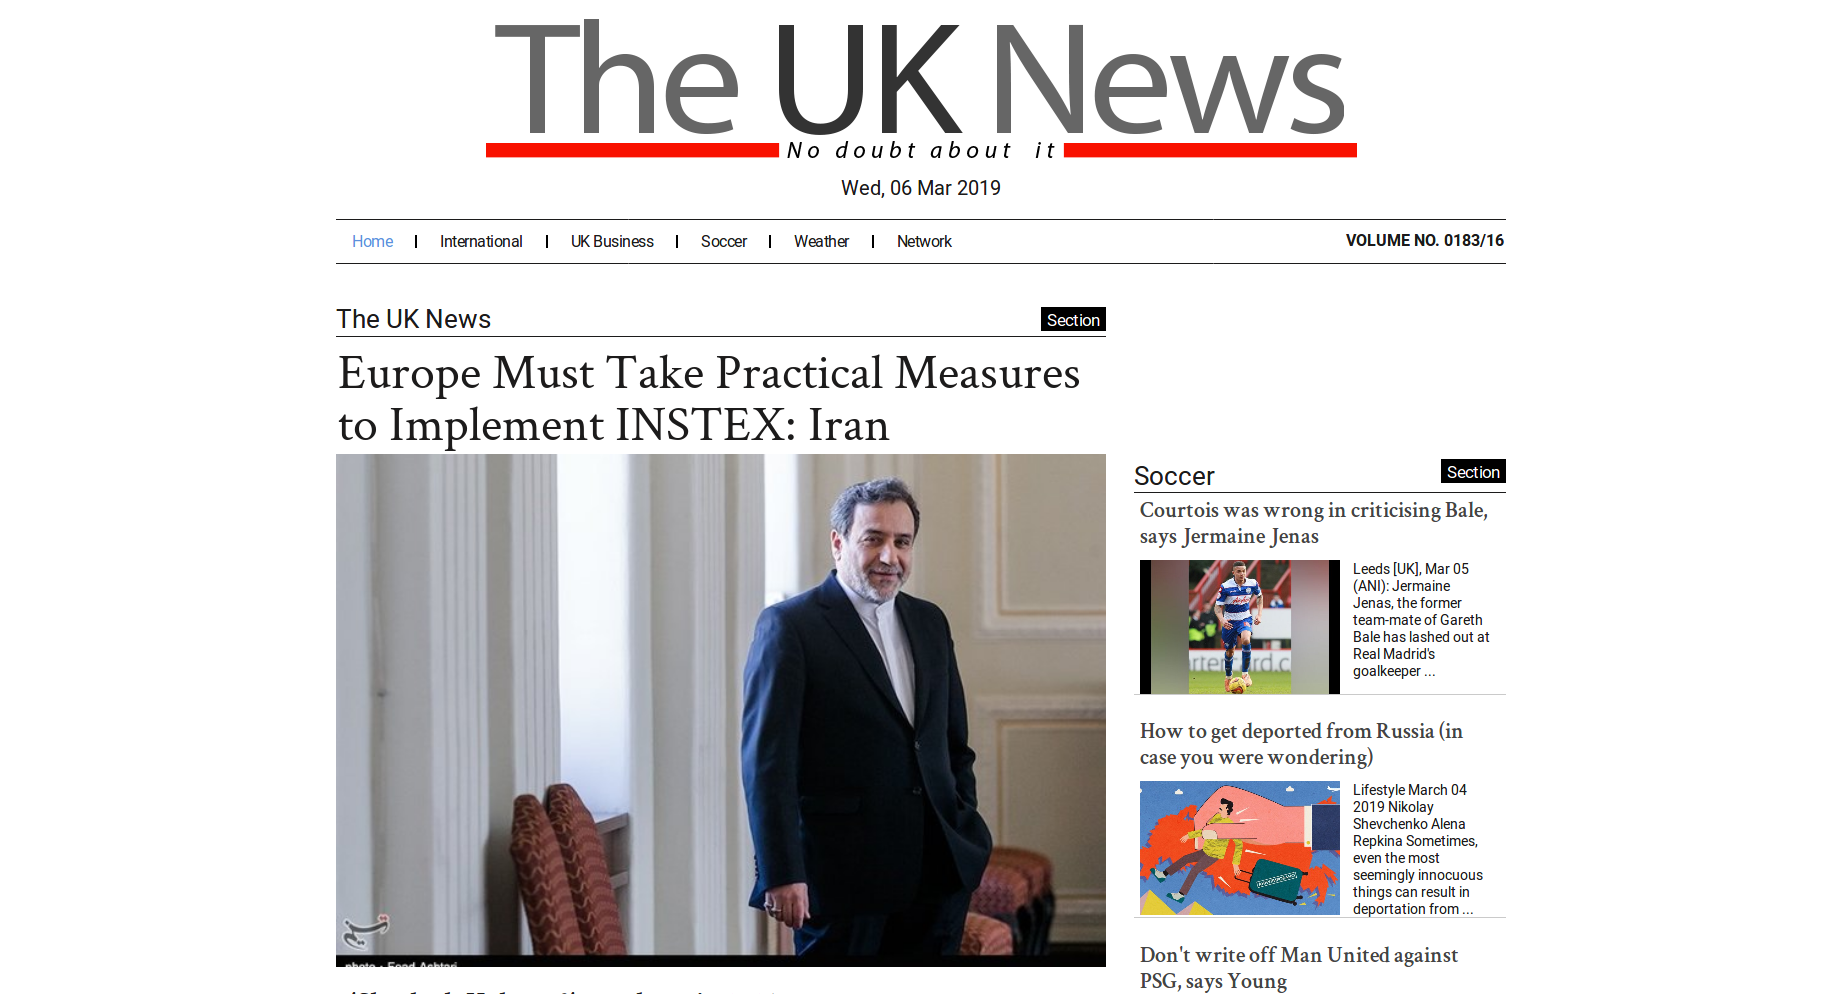 The UK News
No doubt about it
Wed, 06 Mar 2019
Home
International
UK Business
Soccer
Weather
Network
VOLUME NO. 0183/16
The UK News
Section
Europe Must Take Practical Measures
to Implement INSTEX: Iran
Soccer
Section
Courtois was wrong in criticising Bale,
says Jermaine Jenas
Leeds [UK], Mar 05
(ANI): Jermaine
Jenas, the former
team-mate of Gareth
Bale has lashed out at
Real Madrid's
goalkeeper ...
How to get deported from Russia (in
case you were wondering)
Lifestyle March 04
2019 Nikolay
Shevchenko Alena
Repkina Sometimes,
even the most
seemingly innocuous
things can result in
deportation from ...
Don't write off Man United against
PSG, says Young